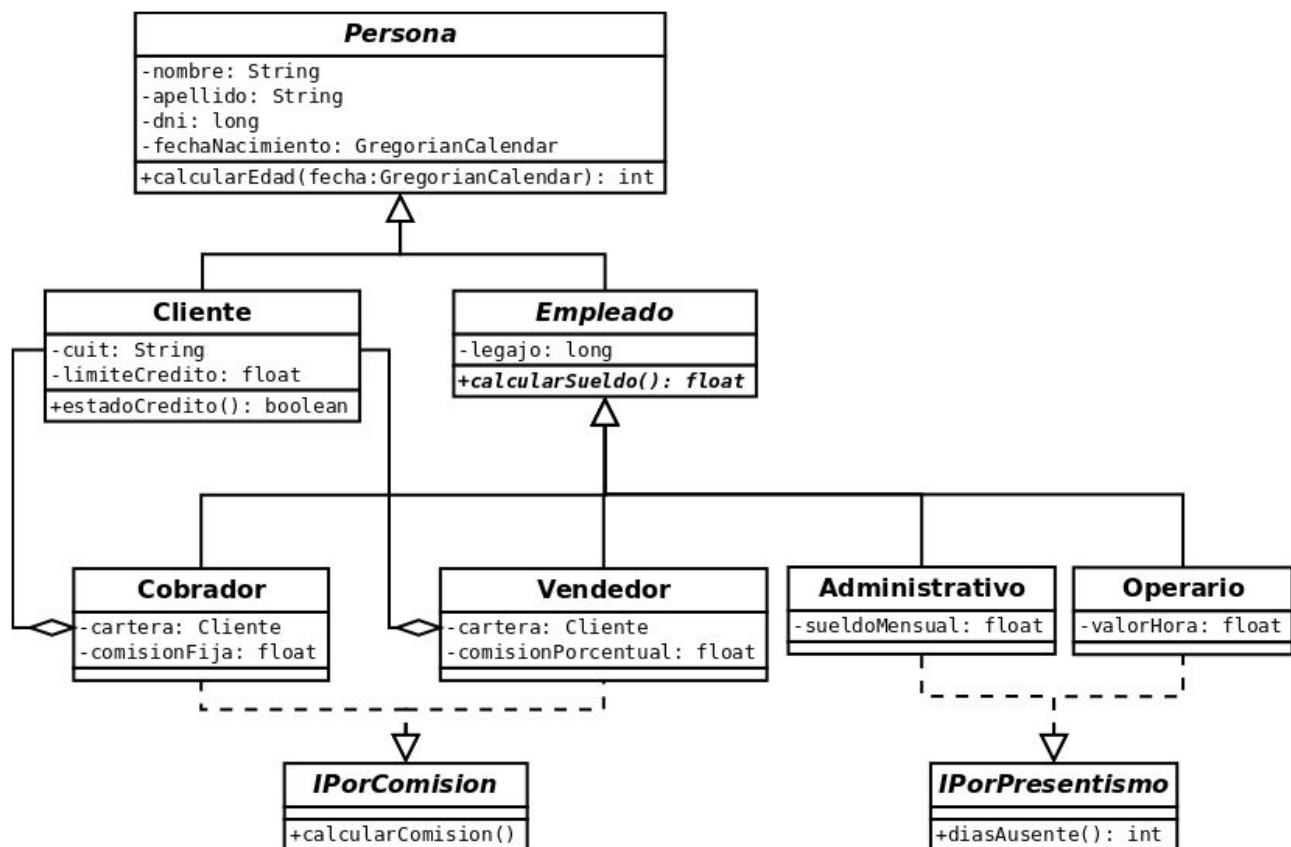 Persona
-nombre: String
-apellido: String
-dni: long
-fechaNacimiento: GregorianCalendar
+calcularEdad(fecha:GregorianCalendar): int
Cliente
-cuit: String
-limiteCredito: float
+estadoCredito(): boolean
Empleado
-legajo: long
+calcularSueldo(): float
Cobrador
-cartera: Cliente
-comisionFija: float
Vendedor
-cartera: Cliente
-comisionPorcentual: float
Administrativo
-sueldoMensual: float
Operario
-valorHora: float
IPorComision
+calcularComision()
IPorPresentismo
+diasAusente(): int